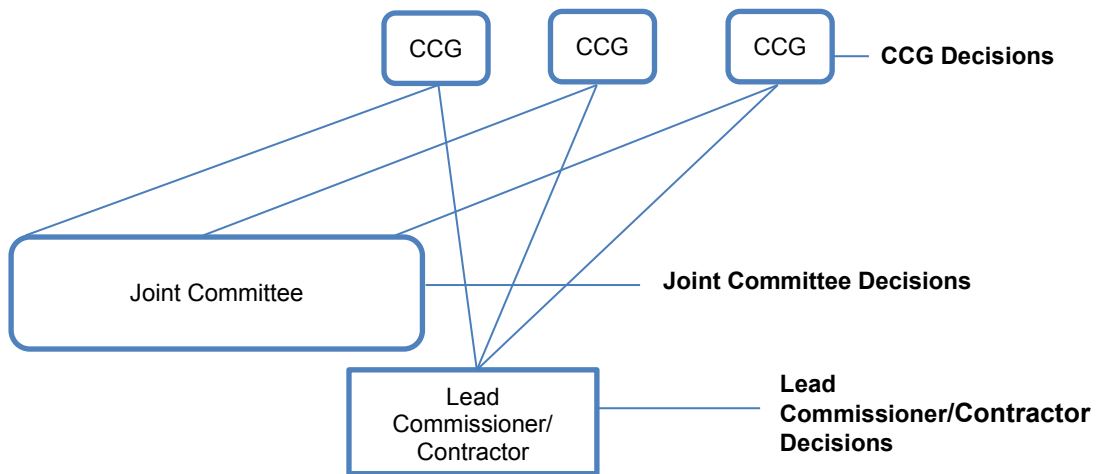 CCG
CCG
CCG
CCG Decisions
Joint Committee
Joint Committee Decisions
Lead
Commissioner/
Contractor
Lead
Commissioner/Contractor
Decisions